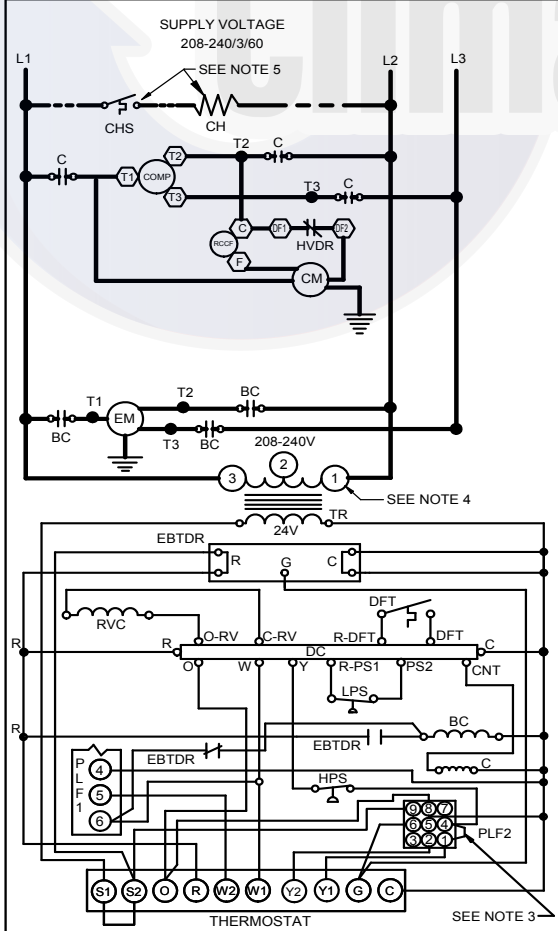 SUPPLY VOLTAGE
208-240/3/60
L1 L2 L3
SEE NOTE 5
CHS CH
T2 C
C T1 COMP T2
T3 T3 C
C DF1 DF2
HVDR
RCCF
F CM
T2 BC
T1 EM
BC T3 BC
208-240V
3 2 1
SEE NOTE 4
TR
24V
EBTDR
R G C
RVC
DFT
O-RV C-RV R-DFT DFT
R DC C
O W Y R-PS1 PS2 CNT
LPS
R
EBTDR BC
EBTDR
C
HPS
PLF1
4
5
6
9 8 7
6 5 4
3 2 1
PLF2
S1 S2 O R W2 W1 Y2 Y1 G C
THERMOSTAT
SEE NOTE 3